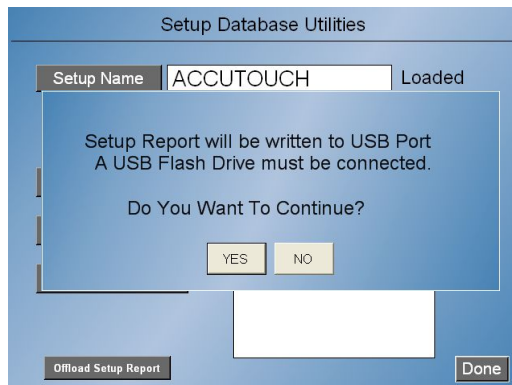 Setup Database Utilities
Setup Name ACCUTOUCH Loaded
Setup Report will be written to USB Port
A USB Flash Drive must be connected.
Do You Want To Continue?
YES NO
Offload Setup Report Done